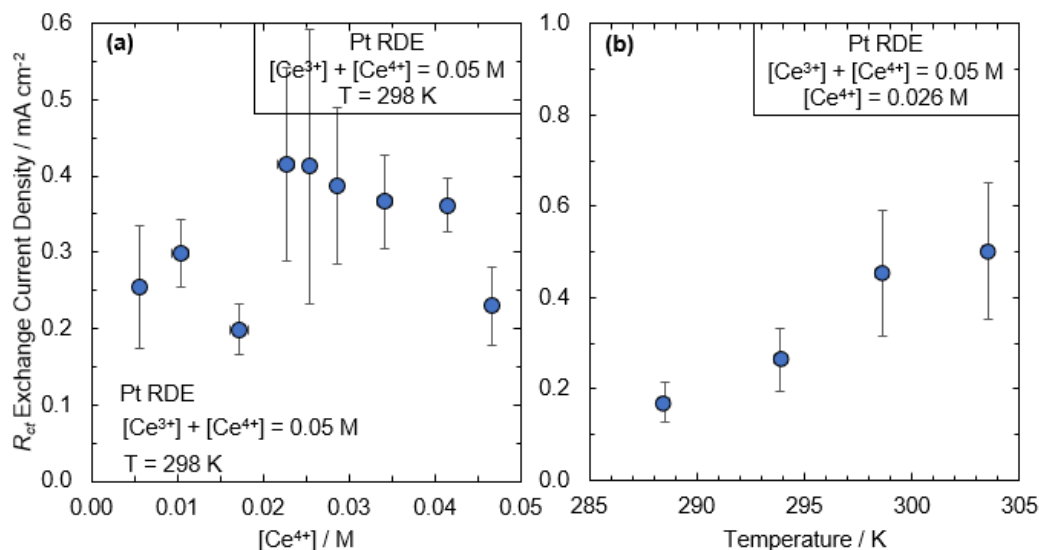 (a)
Pt RDE
[Ce³⁺] + [Ce⁴⁺] = 0.05 M
T = 298 K
Pt RDE
[Ce³⁺] + [Ce⁴⁺] = 0.05 M
T = 298 K
R_ct Exchange Current Density / mA cm⁻²
0.6
0.5
0.4
0.3
0.2
0.1
0.0
0.00 0.01 0.02 0.03 0.04 0.05
[Ce⁴⁺] / M
(b)
Pt RDE
[Ce³⁺] + [Ce⁴⁺] = 0.05 M
[Ce⁴⁺] = 0.026 M
1.0
0.8
0.6
0.4
0.2
0.0
285 290 295 300 305
Temperature / K